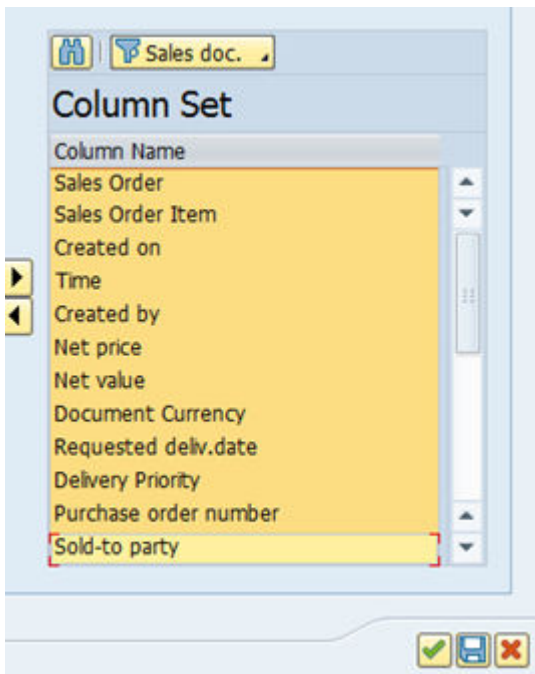 Sales doc.
Column Set
Column Name
Sales Order
Sales Order Item
Created on
Time
Created by
Net price
Net value
Document Currency
Requested deliv.date
Delivery Priority
Purchase order number
Sold-to party